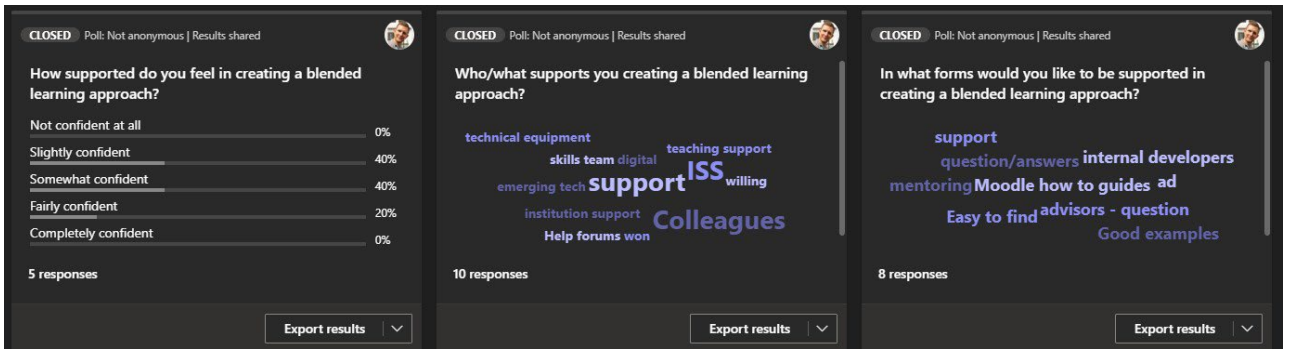 CLOSED Poll: Not anonymous | Results shared
How supported do you feel in creating a blended
learning approach?
Not confident at all
0%
Slightly confident
40%
Somewhat confident
40%
Fairly confident
20%
Completely confident
0%
5 responses
Export results
CLOSED Poll: Not anonymous | Results shared
Who/what supports you creating a blended learning
approach?
technical equipment
teaching support
skills team digital
ISS
emerging tech support willing
institution support
Colleagues
Help forums won
10 responses
Export results
CLOSED Poll: Not anonymous | Results shared
In what forms would you like to be supported in
creating a blended learning approach?
support
question/answers internal developers
mentoring Moodle how to guides ad
Easy to find advisors - question
Good examples
8 responses
Export results